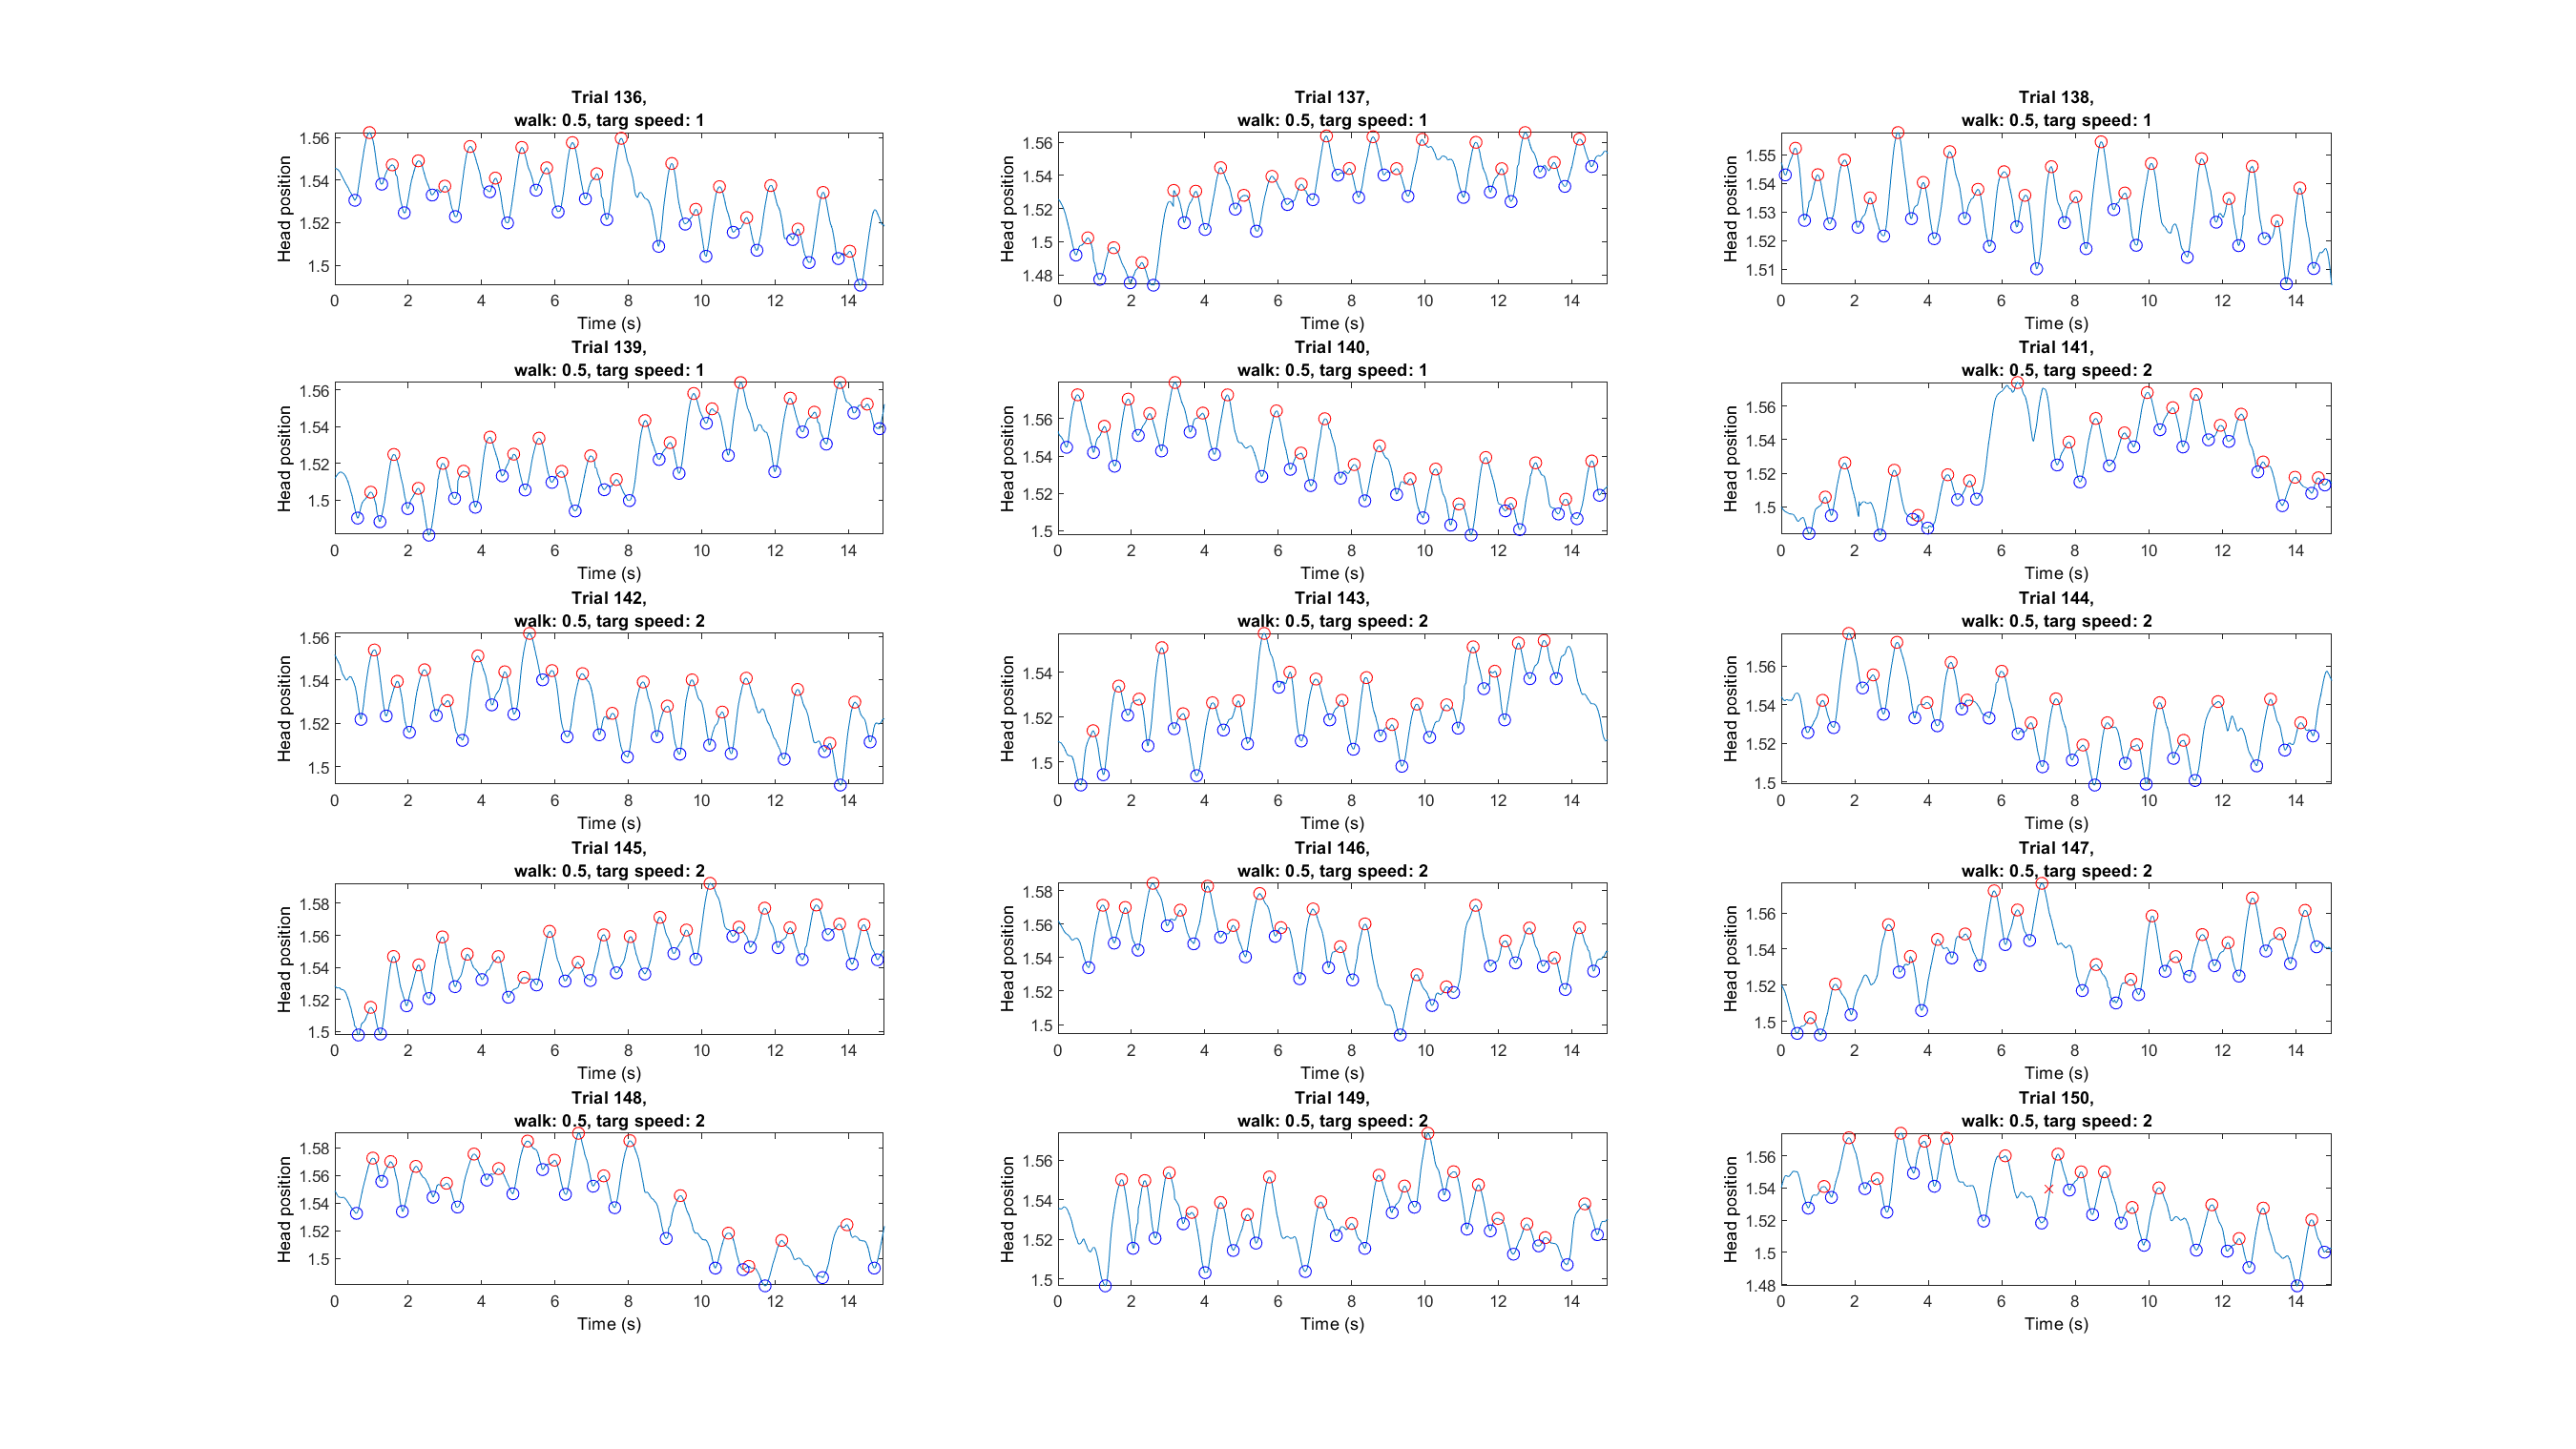 Trial 136,
walk: 0.5, targ speed: 1
1.56
1.54
1.52
1.5
Head position
0 2 4 6 8 10 12 14
Time (s)
Trial 137,
walk: 0.5, targ speed: 1
1.56
1.54
1.52
1.5
1.48
Head position
0 2 4 6 8 10 12 14
Time (s)
Trial 138,
walk: 0.5, targ speed: 1
1.55
1.54
1.53
1.52
1.51
Head position
0 2 4 6 8 10 12 14
Time (s)
Trial 139,
walk: 0.5, targ speed: 1
1.56
1.54
1.52
1.5
Head position
0 2 4 6 8 10 12 14
Time (s)
Trial 140,
walk: 0.5, targ speed: 1
1.56
1.54
1.52
1.5
Head position
0 2 4 6 8 10 12 14
Time (s)
Trial 141,
walk: 0.5, targ speed: 2
1.56
1.54
1.52
1.5
Head position
0 2 4 6 8 10 12 14
Time (s)
Trial 142,
walk: 0.5, targ speed: 2
1.56
1.54
1.52
1.5
Head position
0 2 4 6 8 10 12 14
Time (s)
Trial 143,
walk: 0.5, targ speed: 2
1.54
1.52
1.5
Head position
0 2 4 6 8 10 12 14
Time (s)
Trial 144,
walk: 0.5, targ speed: 2
1.56
1.54
1.52
1.5
Head position
0 2 4 6 8 10 12 14
Time (s)
Trial 145,
walk: 0.5, targ speed: 2
1.58
1.56
1.54
1.52
1.5
Head position
0 2 4 6 8 10 12 14
Time (s)
Trial 146,
walk: 0.5, targ speed: 2
1.58
1.56
1.54
1.52
1.5
Head position
0 2 4 6 8 10 12 14
Time (s)
Trial 147,
walk: 0.5, targ speed: 2
1.56
1.54
1.52
1.5
Head position
0 2 4 6 8 10 12 14
Time (s)
Trial 148,
walk: 0.5, targ speed: 2
1.58
1.56
1.54
1.52
1.5
Head position
0 2 4 6 8 10 12 14
Time (s)
Trial 149,
walk: 0.5, targ speed: 2
1.56
1.54
1.52
1.5
Head position
0 2 4 6 8 10 12 14
Time (s)
Trial 150,
walk: 0.5, targ speed: 2
1.56
1.54
1.52
1.5
1.48
Head position
0 2 4 6 8 10 12 14
Time (s)